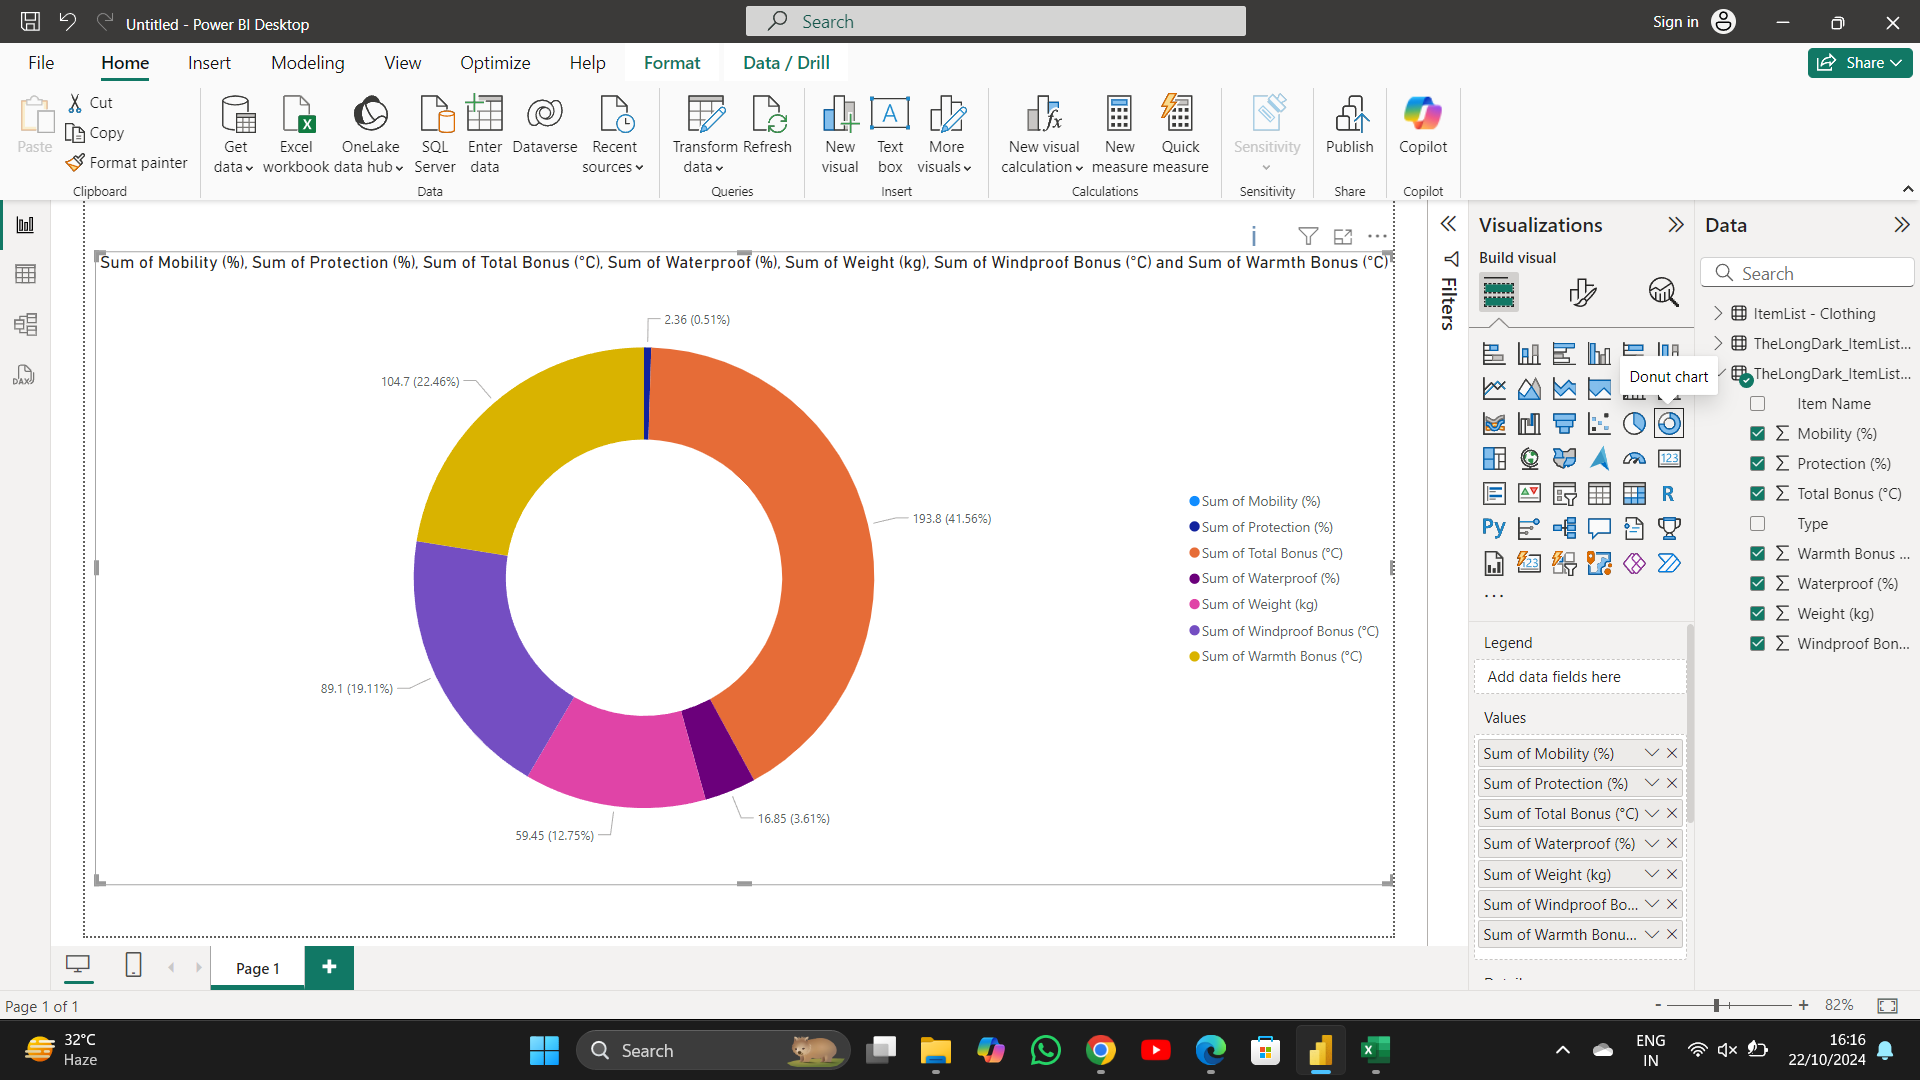 Untitled - Power BI Desktop
Search
Sign in
File
Home
Insert
Modeling
View
Optimize
Help
Format
Data / Drill
Share
Paste
Cut
Copy
Format painter
Clipboard
Get data
Excel workbook
OneLake data hub
SQL Server
Enter data
Dataverse
Recent sources
Data
Transform data
Refresh
Queries
New visual
Text box
More visuals
Insert
New visual calculation
New measure
Quick measure
Calculations
Sensitivity
Sensitivity
Publish
Share
Copilot
Copilot
Sum of Mobility (%), Sum of Protection (%), Sum of Total Bonus (°C), Sum of Waterproof (%), Sum of Weight (kg), Sum of Windproof Bonus (°C) and Sum of Warmth Bonus (°C)
2.36 (0.51%)
104.7 (22.46%)
193.8 (41.56%)
89.1 (19.11%)
16.85 (3.61%)
59.45 (12.75%)
Sum of Mobility (%)
Sum of Protection (%)
Sum of Total Bonus (°C)
Sum of Waterproof (%)
Sum of Weight (kg)
Sum of Windproof Bonus (°C)
Sum of Warmth Bonus (°C)
Filters
Visualizations
Build visual
Donut chart
123
R
Py
123
...
Legend
Add data fields here
Values
Sum of Mobility (%)
Sum of Protection (%)
Sum of Total Bonus (°C)
Sum of Waterproof (%)
Sum of Weight (kg)
Sum of Windproof Bo...
Sum of Warmth Bonu...
Data
Search
ItemList - Clothing
TheLongDark_ItemList...
TheLongDark_ItemList...
Item Name
Mobility (%)
Protection (%)
Total Bonus (°C)
Type
Warmth Bonus ...
Waterproof (%)
Weight (kg)
Windproof Bon...
DAX
Page 1
Page 1 of 1
82%
32°C
Haze
Search
ENG
IN
16:16
22/10/2024